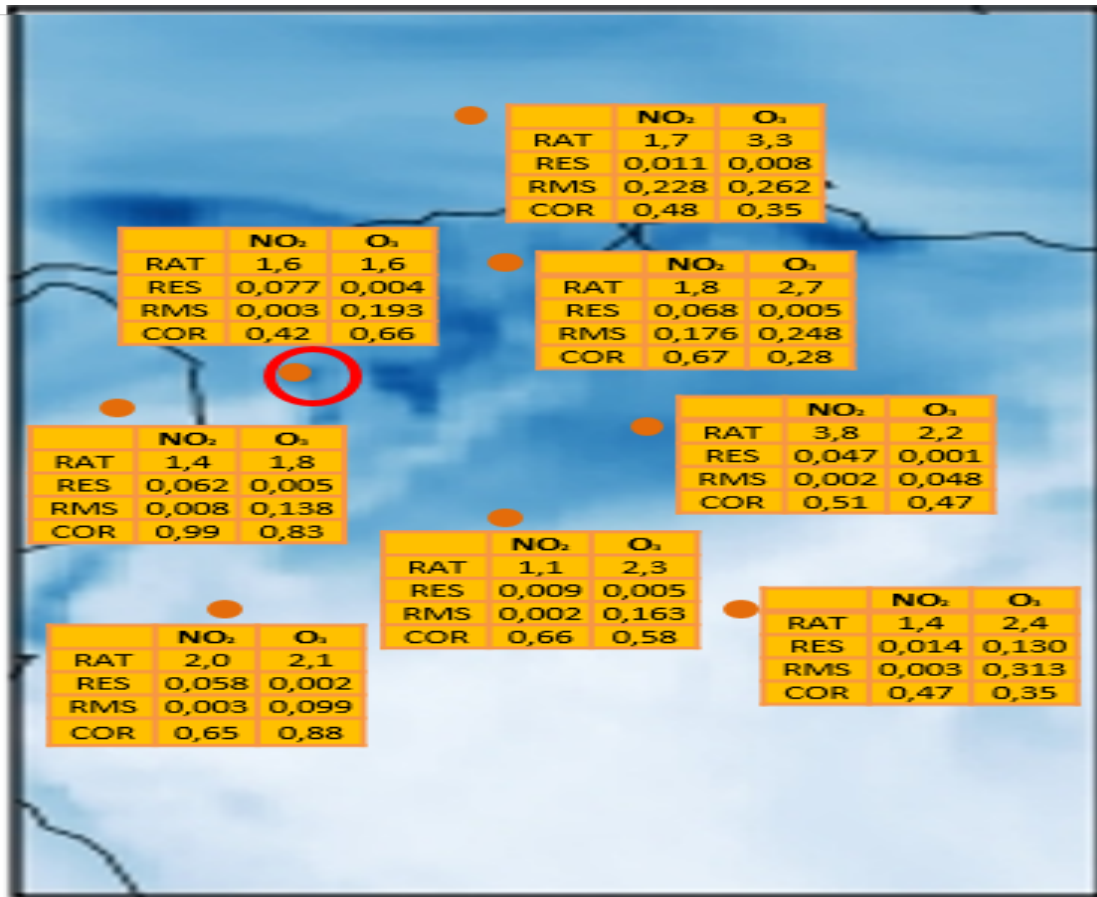 NO₂ O₃
RAT 1,7 3,3
RES 0,011 0,008
RMS 0,228 0,262
COR 0,48 0,35
NO₂ O₃
RAT 1,6 1,6
RES 0,077 0,004
RMS 0,003 0,193
COR 0,42 0,66
NO₂ O₃
RAT 1,8 2,7
RES 0,068 0,005
RMS 0,176 0,248
COR 0,67 0,28
NO₂ O₃
RAT 3,8 2,2
RES 0,047 0,001
RMS 0,002 0,048
COR 0,51 0,47
NO₂ O₃
RAT 1,4 1,8
RES 0,062 0,005
RMS 0,008 0,138
COR 0,99 0,83
NO₂ O₃
RAT 1,1 2,3
RES 0,009 0,005
RMS 0,002 0,163
COR 0,66 0,58
NO₂ O₃
RAT 1,4 2,4
RES 0,014 0,130
RMS 0,003 0,313
COR 0,47 0,35
NO₂ O₃
RAT 2,0 2,1
RES 0,058 0,002
RMS 0,003 0,099
COR 0,65 0,88